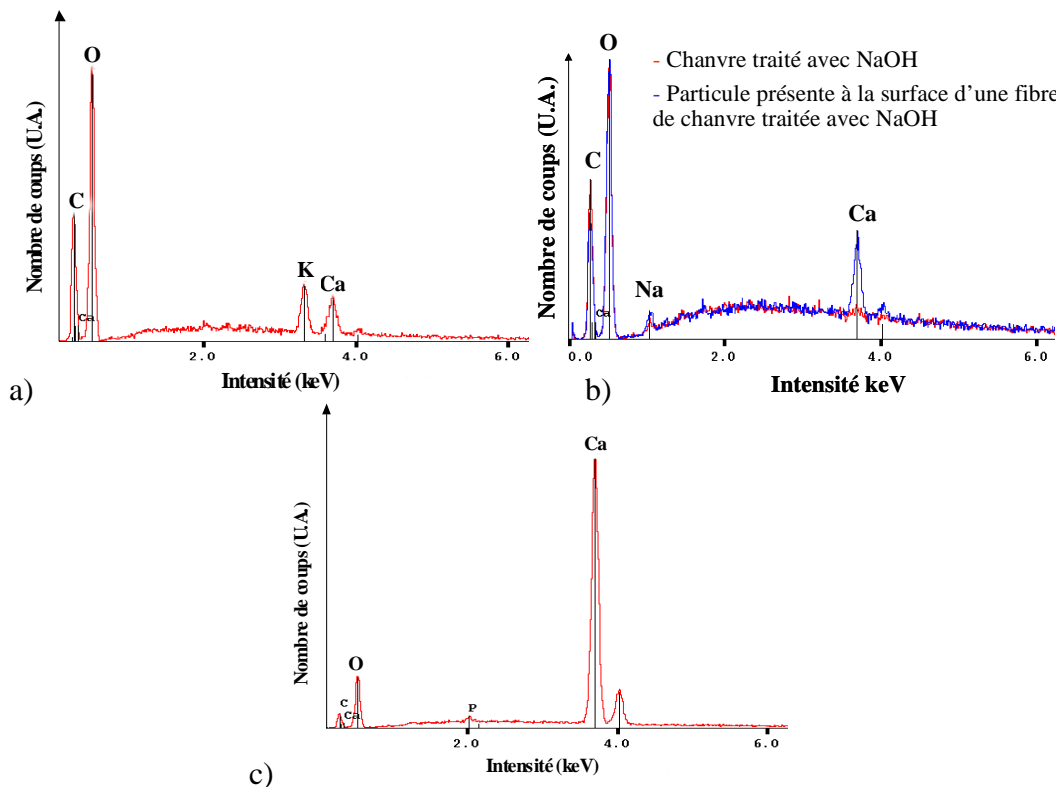 Nombre de coups (U.A.)
C
O
Ca
K
Ca
2.0
4.0
6.0
Intensité (keV)
a)
Nombre de coups (U.A.)
- Chanvre traité avec NaOH
- Particule présente à la surface d'une fibre
de chanvre traitée avec NaOH
C
O
Ca
Na
Ca
0.0
2.0
4.0
6.0
Intensité keV
b)
Nombre de coups (U.A.)
C
Ca
O
P
Ca
2.0
4.0
6.0
Intensité (keV)
c)